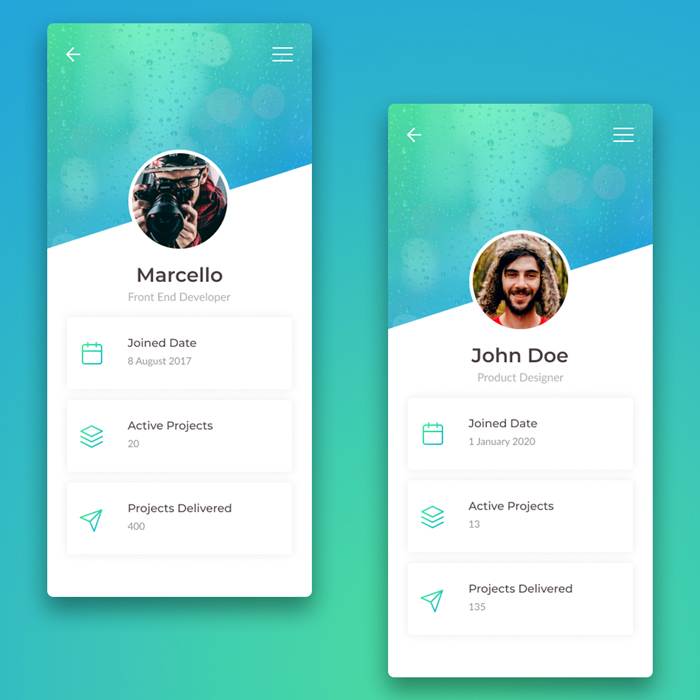 Marcello
Front End Developer
Joined Date
8 August 2017
Active Projects
20
Projects Delivered
400
John Doe
Product Designer
Joined Date
1 January 2020
Active Projects
13
Projects Delivered
135